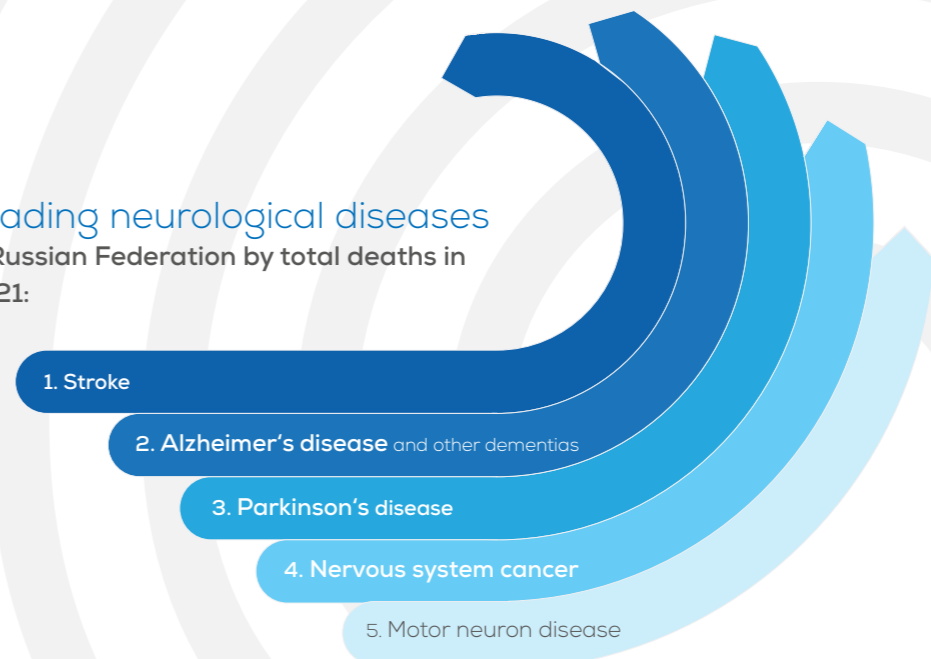 ading neurological diseases
Russian Federation by total deaths in
21:
1. Stroke
2. Alzheimer's disease and other dementias
3. Parkinson's disease
4. Nervous system cancer
5. Motor neuron disease